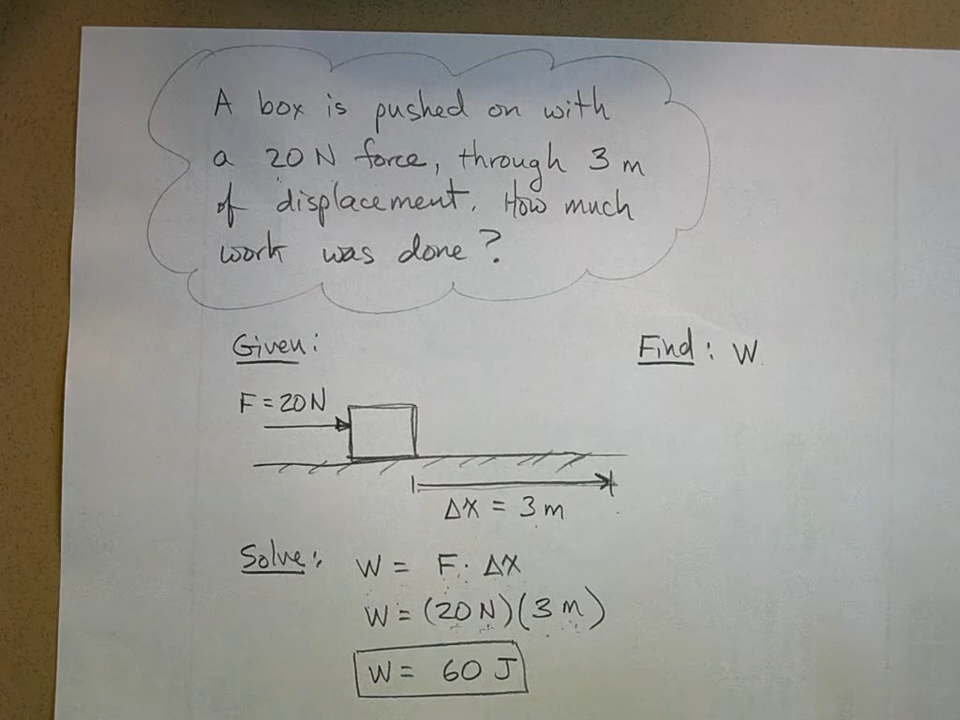 A box is pushed on with
a 20 N force, through 3 m
of displacement. How much
work was done?
Given:
Find: W
F = 20 N
Δx = 3 m
Solve: W = F · Δx
W = (20 N)(3 m)
W = 60 J